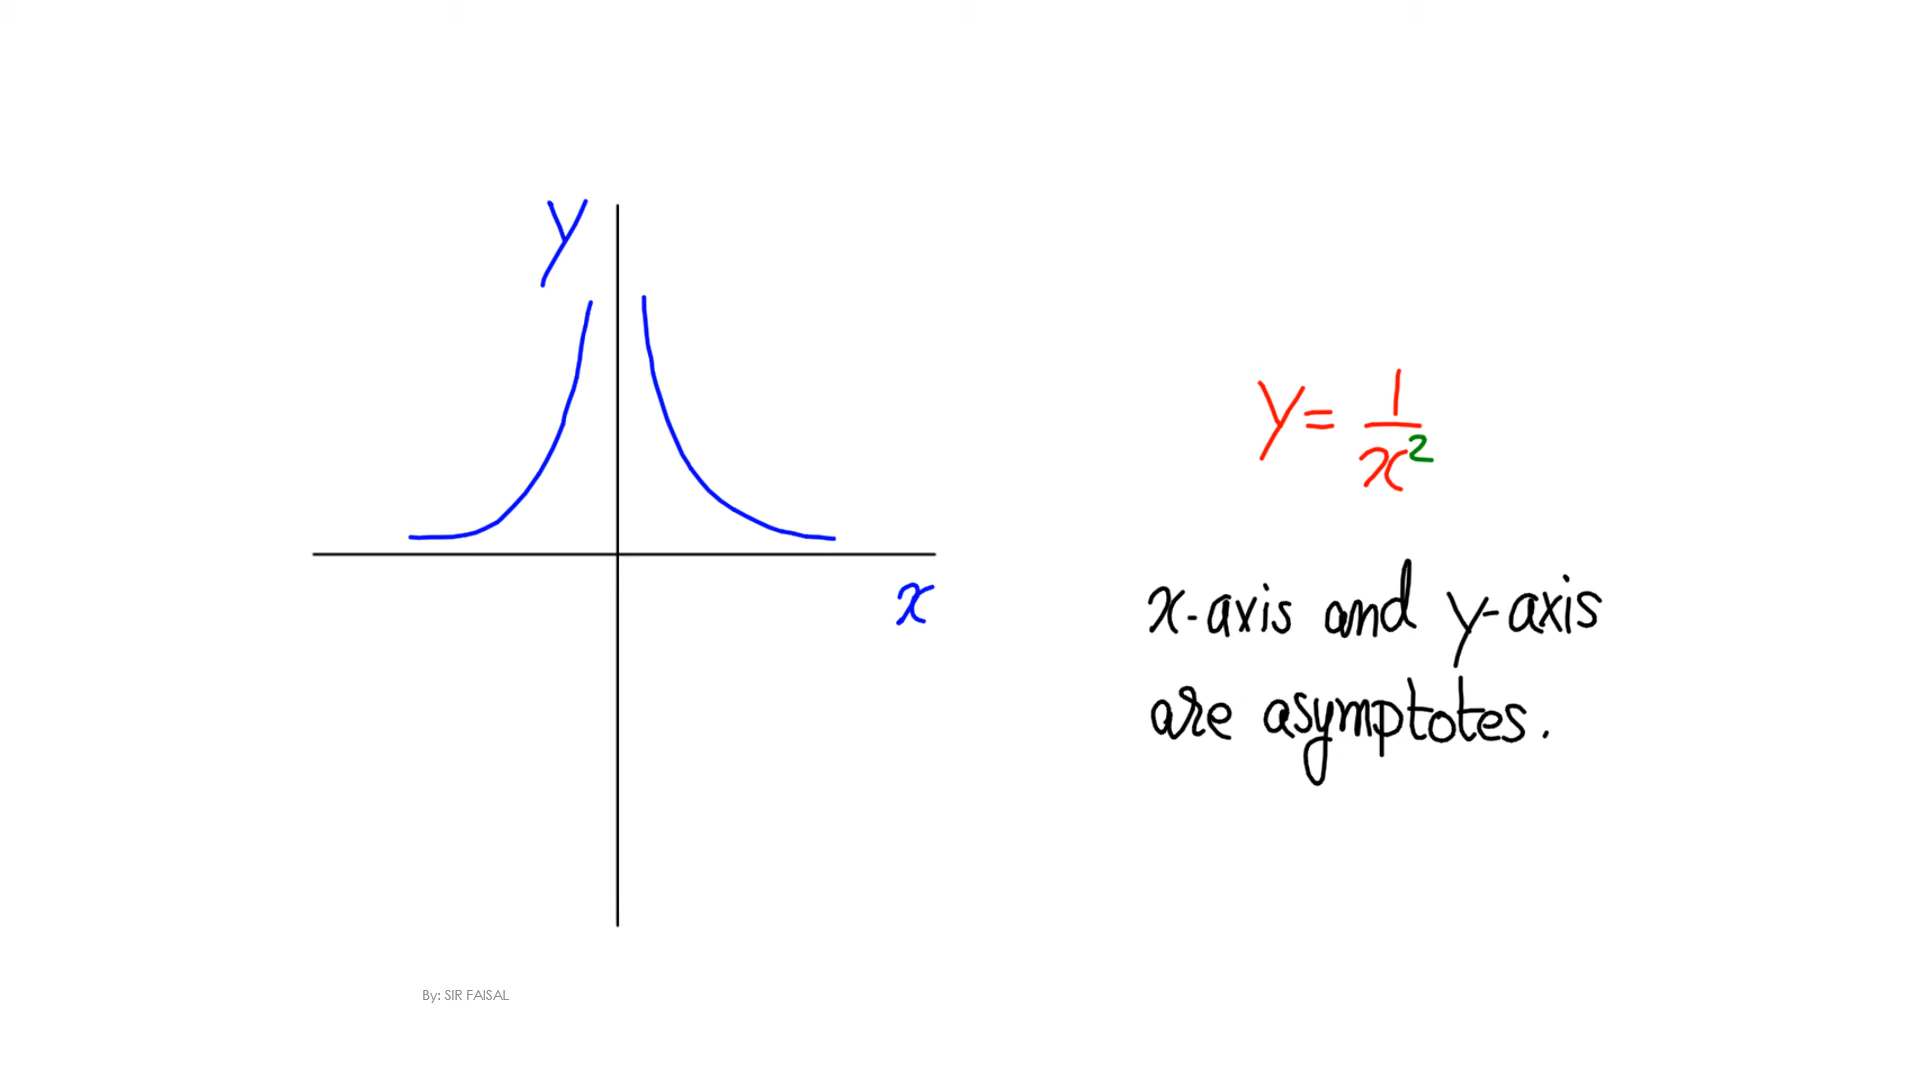 y
x
y = 1/x²
x-axis and y-axis
are asymptotes.
By: SIR FAISAL